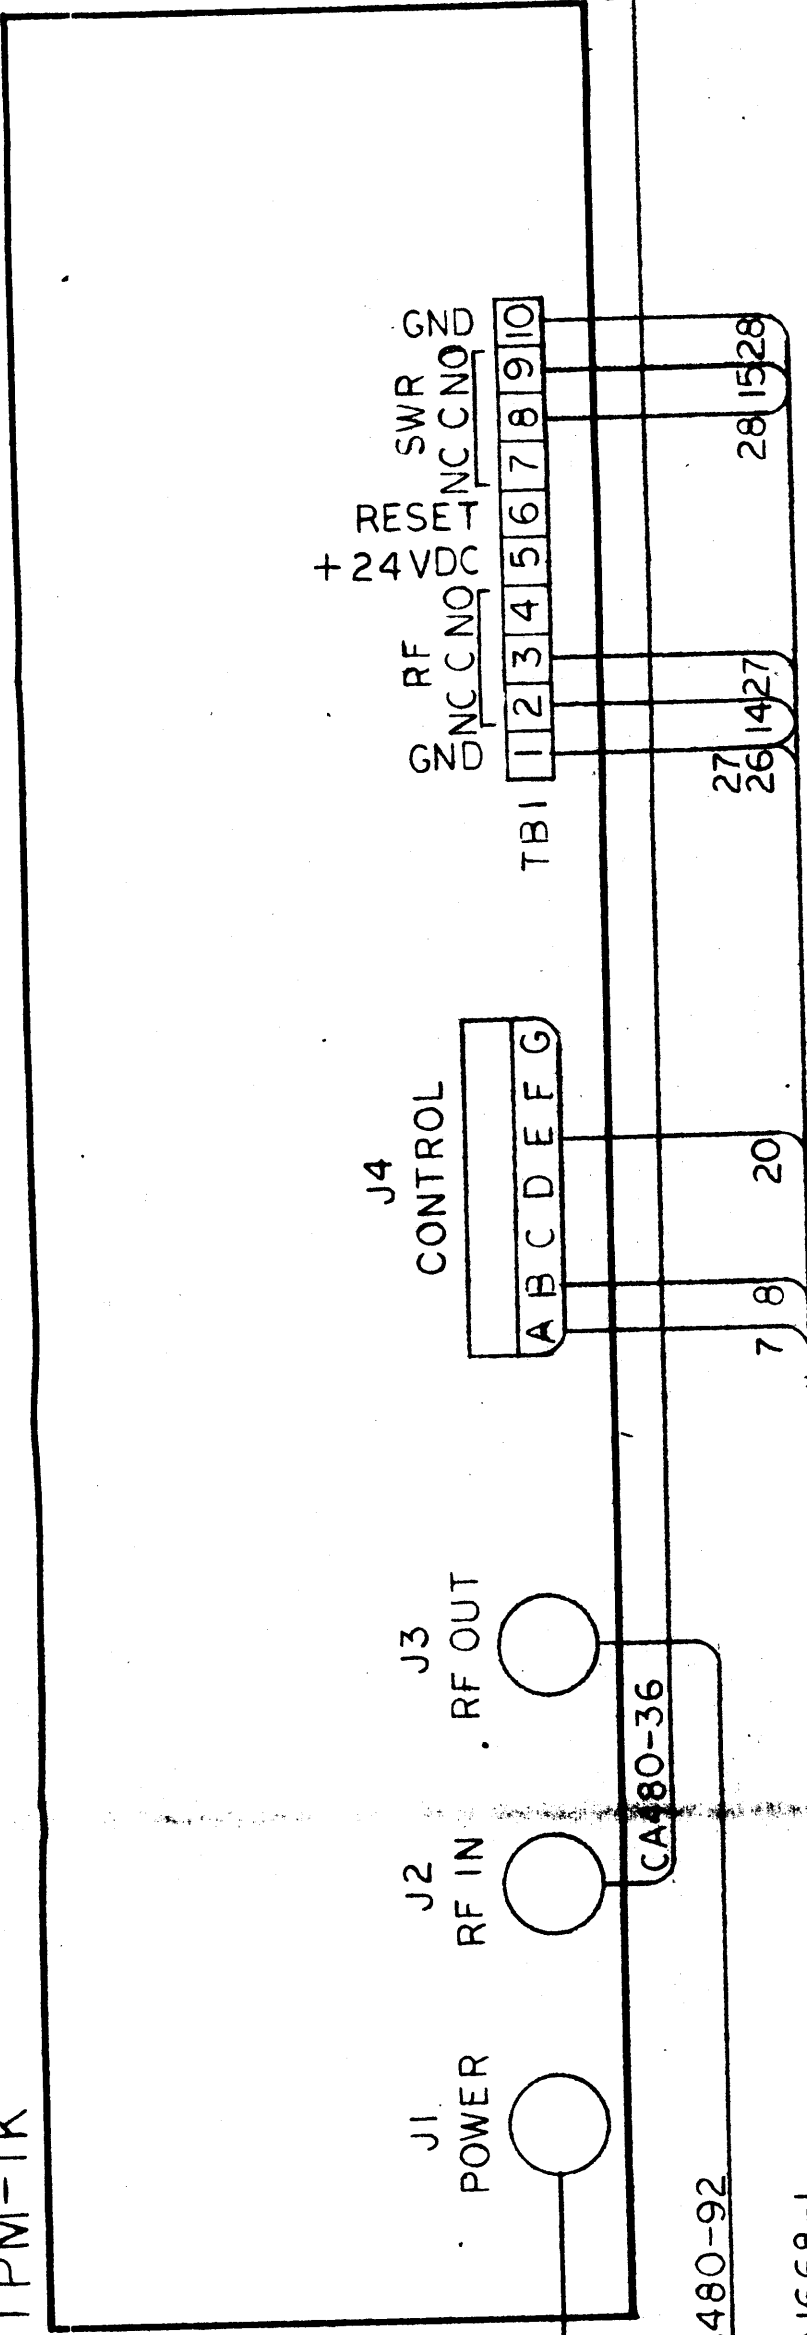 TPM-1K
J1
POWER
J2
RF IN
J3
RF OUT
J4
CONTROL
A B C D E F G
7
8
20
TB1
GND
RF
NC C NO
+24VDC
RESET
SWR
NC C NO
GND
1 2 3 4 5 6 7 8 9 10
27
26
14
27
28
15
28
CA480-36
480-92